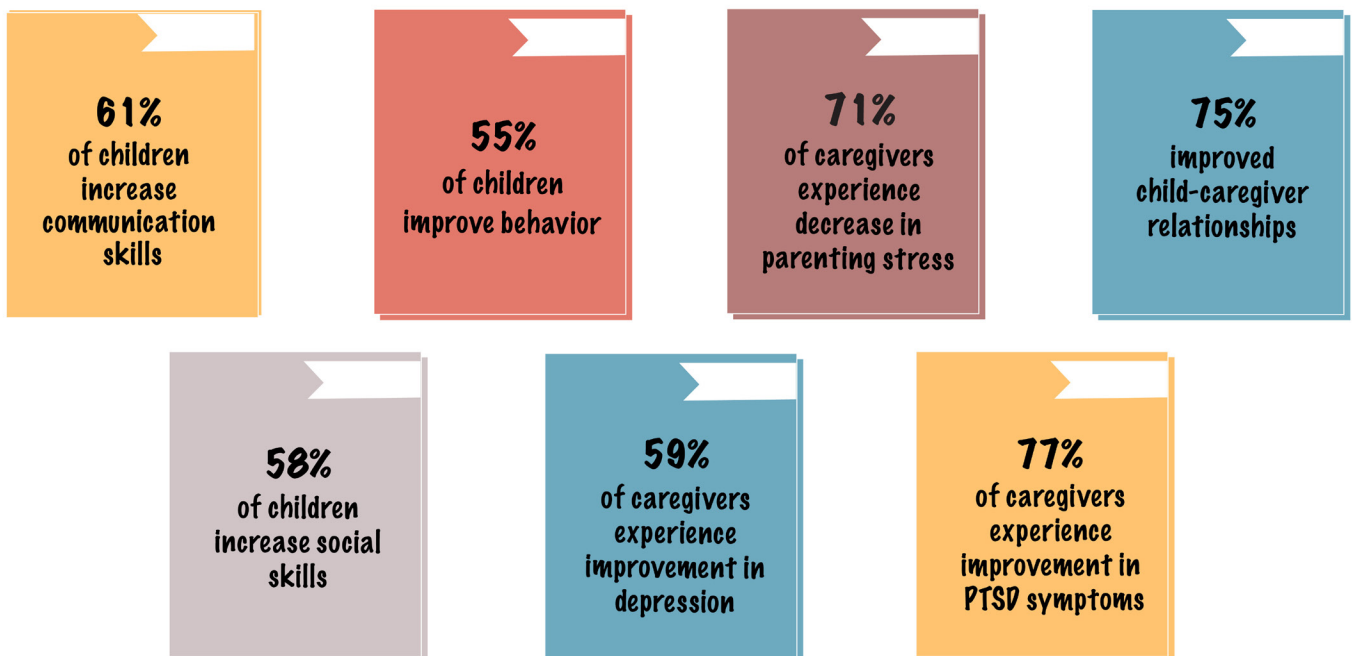 61%
of children
increase
communication
skills
55%
of children
improve behavior
71%
of caregivers
experience
decrease in
parenting stress
75%
improved
child-caregiver
relationships
58%
of children
increase social
skills
59%
of caregivers
experience
improvement in
depression
77%
of caregivers
experience
improvement in
PTSD symptoms